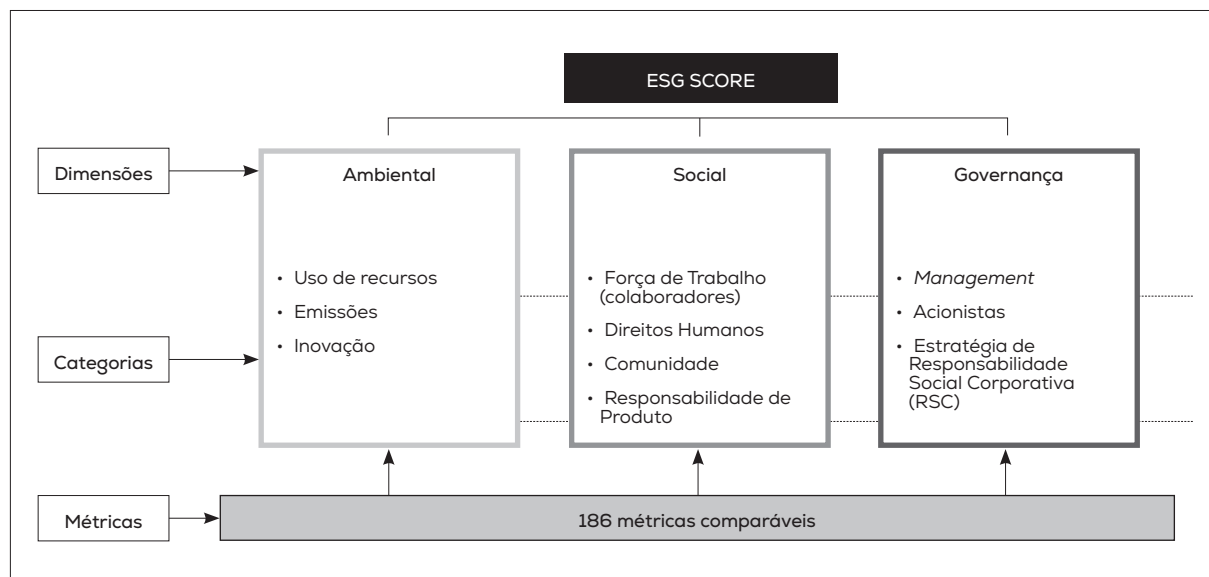 ESG SCORE
Dimensões
Ambiental
Social
Governança
Categorias
• Uso de recursos
• Emissões
• Inovação
• Força de Trabalho
(colaboradores)
• Direitos Humanos
• Comunidade
• Responsabilidade de
Produto
• Management
• Acionistas
• Estratégia de
Responsabilidade
Social Corporativa
(RSC)
Métricas
186 métricas comparáveis